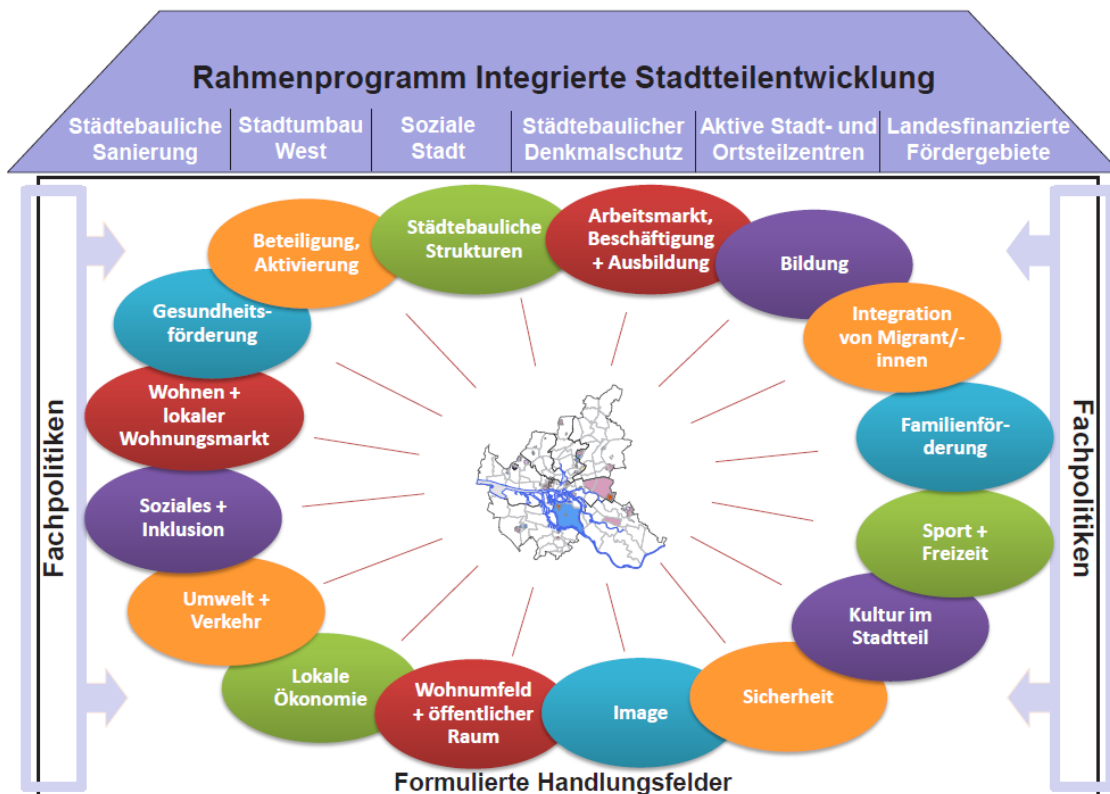 Rahmenprogramm Integrierte Stadtteilentwicklung
Städtebauliche
Sanierung
Stadtumbau
West
Soziale
Stadt
Städtebaulicher
Denkmalschutz
Aktive Stadt- und
Ortsteilzentren
Landesfinanzierte
Fördergebiete
Fachpolitiken
Beteiligung,
Aktivierung
Städtebauliche
Strukturen
Arbeitsmarkt,
Beschäftigung
+ Ausbildung
Bildung
Integration
von Migrant/-
innen
Familienför-
derung
Sport +
Freizeit
Kultur im
Stadtteil
Sicherheit
Image
Wohnumfeld
+ öffentlicher
Raum
Lokale
Ökonomie
Umwelt +
Verkehr
Soziales +
Inklusion
Wohnen +
lokaler
Wohnungsmarkt
Gesundheits-
förderung
Fachpolitiken
Formulierte Handlungsfelder